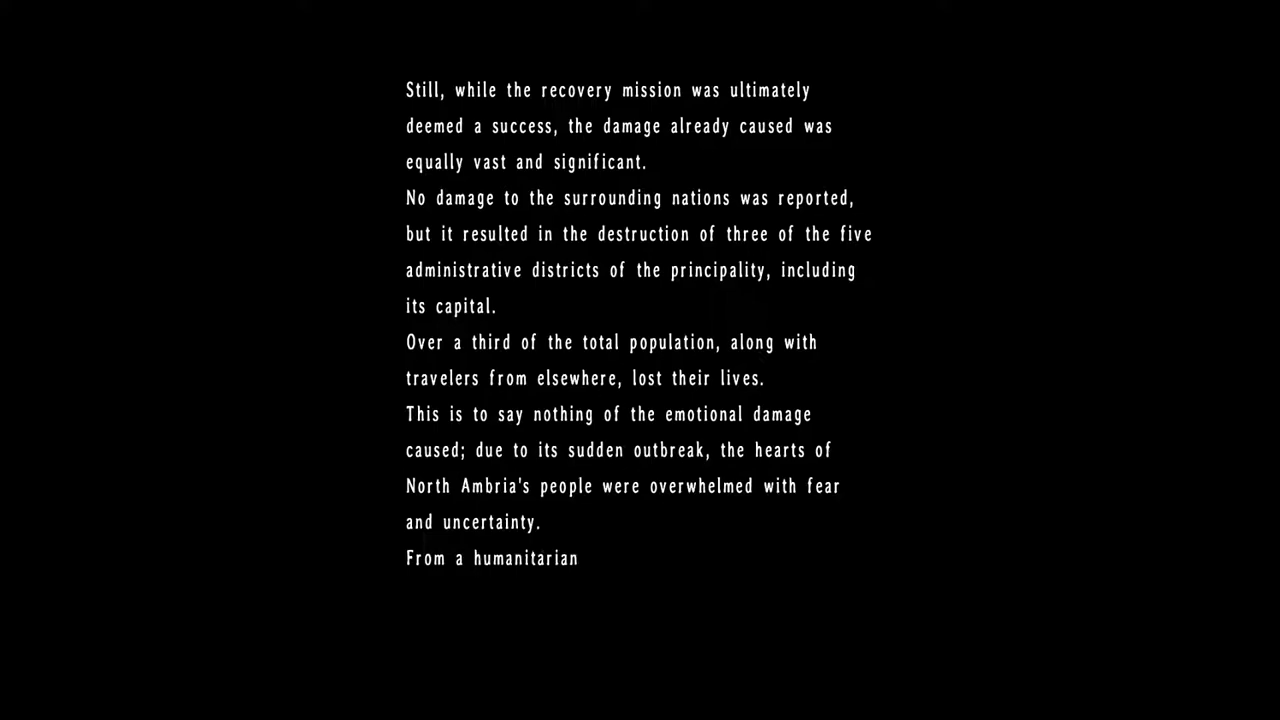 Still, while the recovery mission was ultimately
deemed a success, the damage already caused was
equally vast and significant.
No damage to the surrounding nations was reported,
but it resulted in the destruction of three of the five
administrative districts of the principality, including
its capital.
Over a third of the total population, along with
travelers from elsewhere, lost their lives.
This is to say nothing of the emotional damage
caused; due to its sudden outbreak, the hearts of
North Ambria's people were overwhelmed with fear
and uncertainty.
From a humanitarian